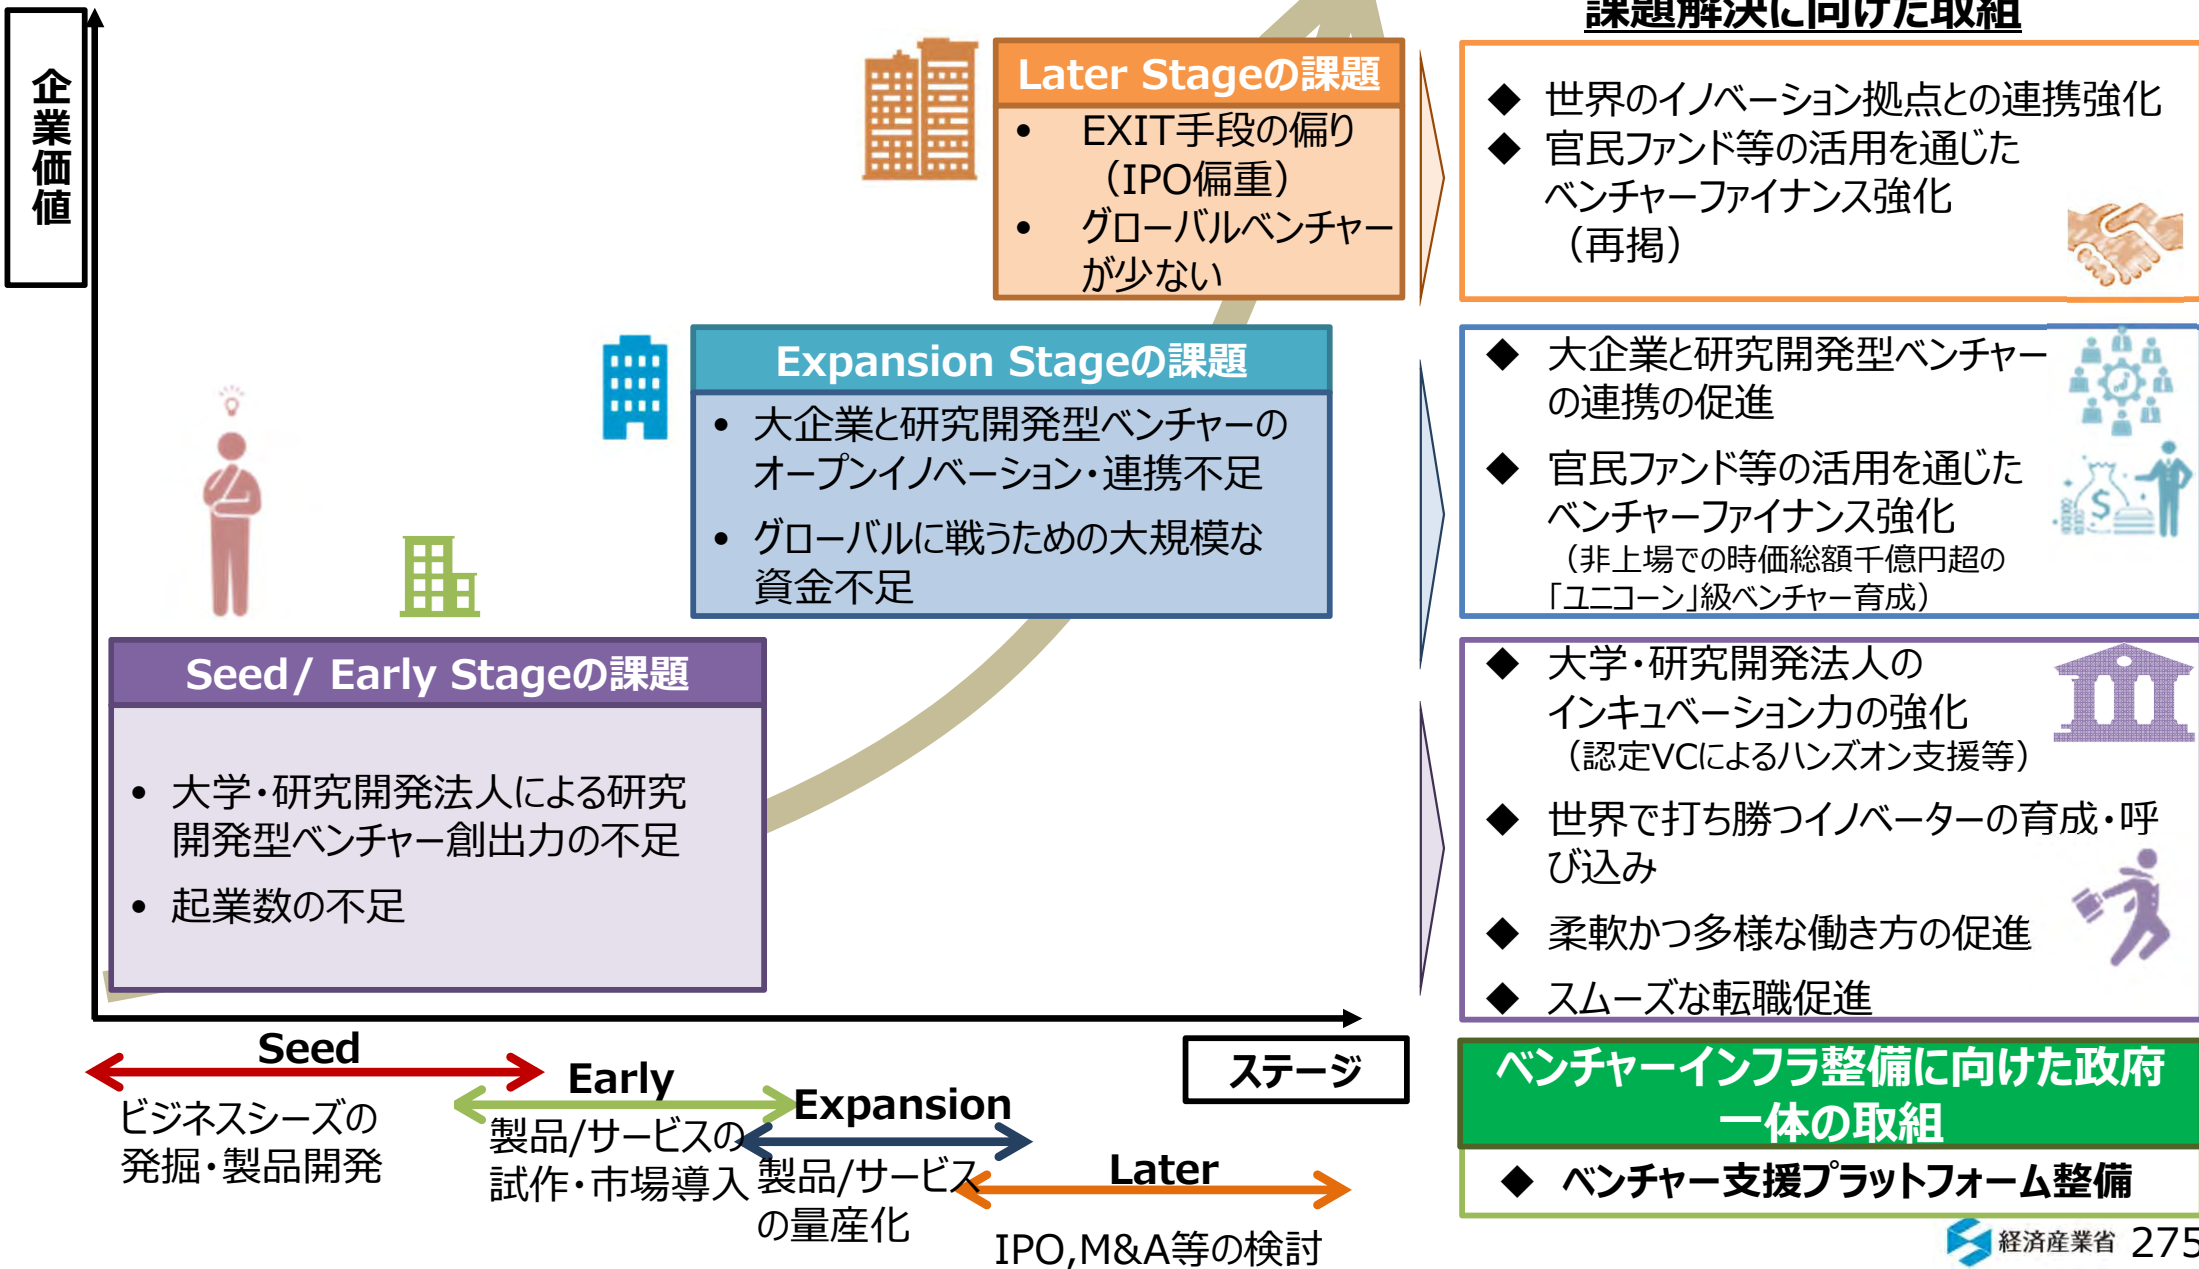 企業価値
課題解決に向けた取組
Later Stageの課題
• EXIT手段の偏り
（IPO偏重）
• グローバルベンチャー
が少ない
◆ 世界のイノベーション拠点との連携強化
◆ 官民ファンド等の活用を通じた
ベンチャーファイナンス強化
（再掲）
Expansion Stageの課題
• 大企業と研究開発型ベンチャーの
オープンイノベーション・連携不足
• グローバルに戦うための大規模な
資金不足
◆ 大企業と研究開発型ベンチャー
の連携の促進
◆ 官民ファンド等の活用を通じた
ベンチャーファイナンス強化
（非上場での時価総額千億円超の
「ユニコーン」級ベンチャー育成）
$
Seed/ Early Stageの課題
• 大学・研究開発法人による研究
開発型ベンチャー創出力の不足
• 起業数の不足
◆ 大学・研究開発法人の
インキュベーション力の強化
（認定VCによるハンズオン支援等）
◆ 世界で打ち勝つイノベーターの育成・呼
び込み
◆ 柔軟かつ多様な働き方の促進
◆ スムーズな転職促進
ステージ
Seed
ビジネスシーズの
発掘・製品開発
Early
製品/サービスの
試作・市場導入
Expansion
製品/サービス
の量産化
Later
IPO,M&A等の検討
ベンチャーインフラ整備に向けた政府
一体の取組
◆ ベンチャー支援プラットフォーム整備
経済産業省 275